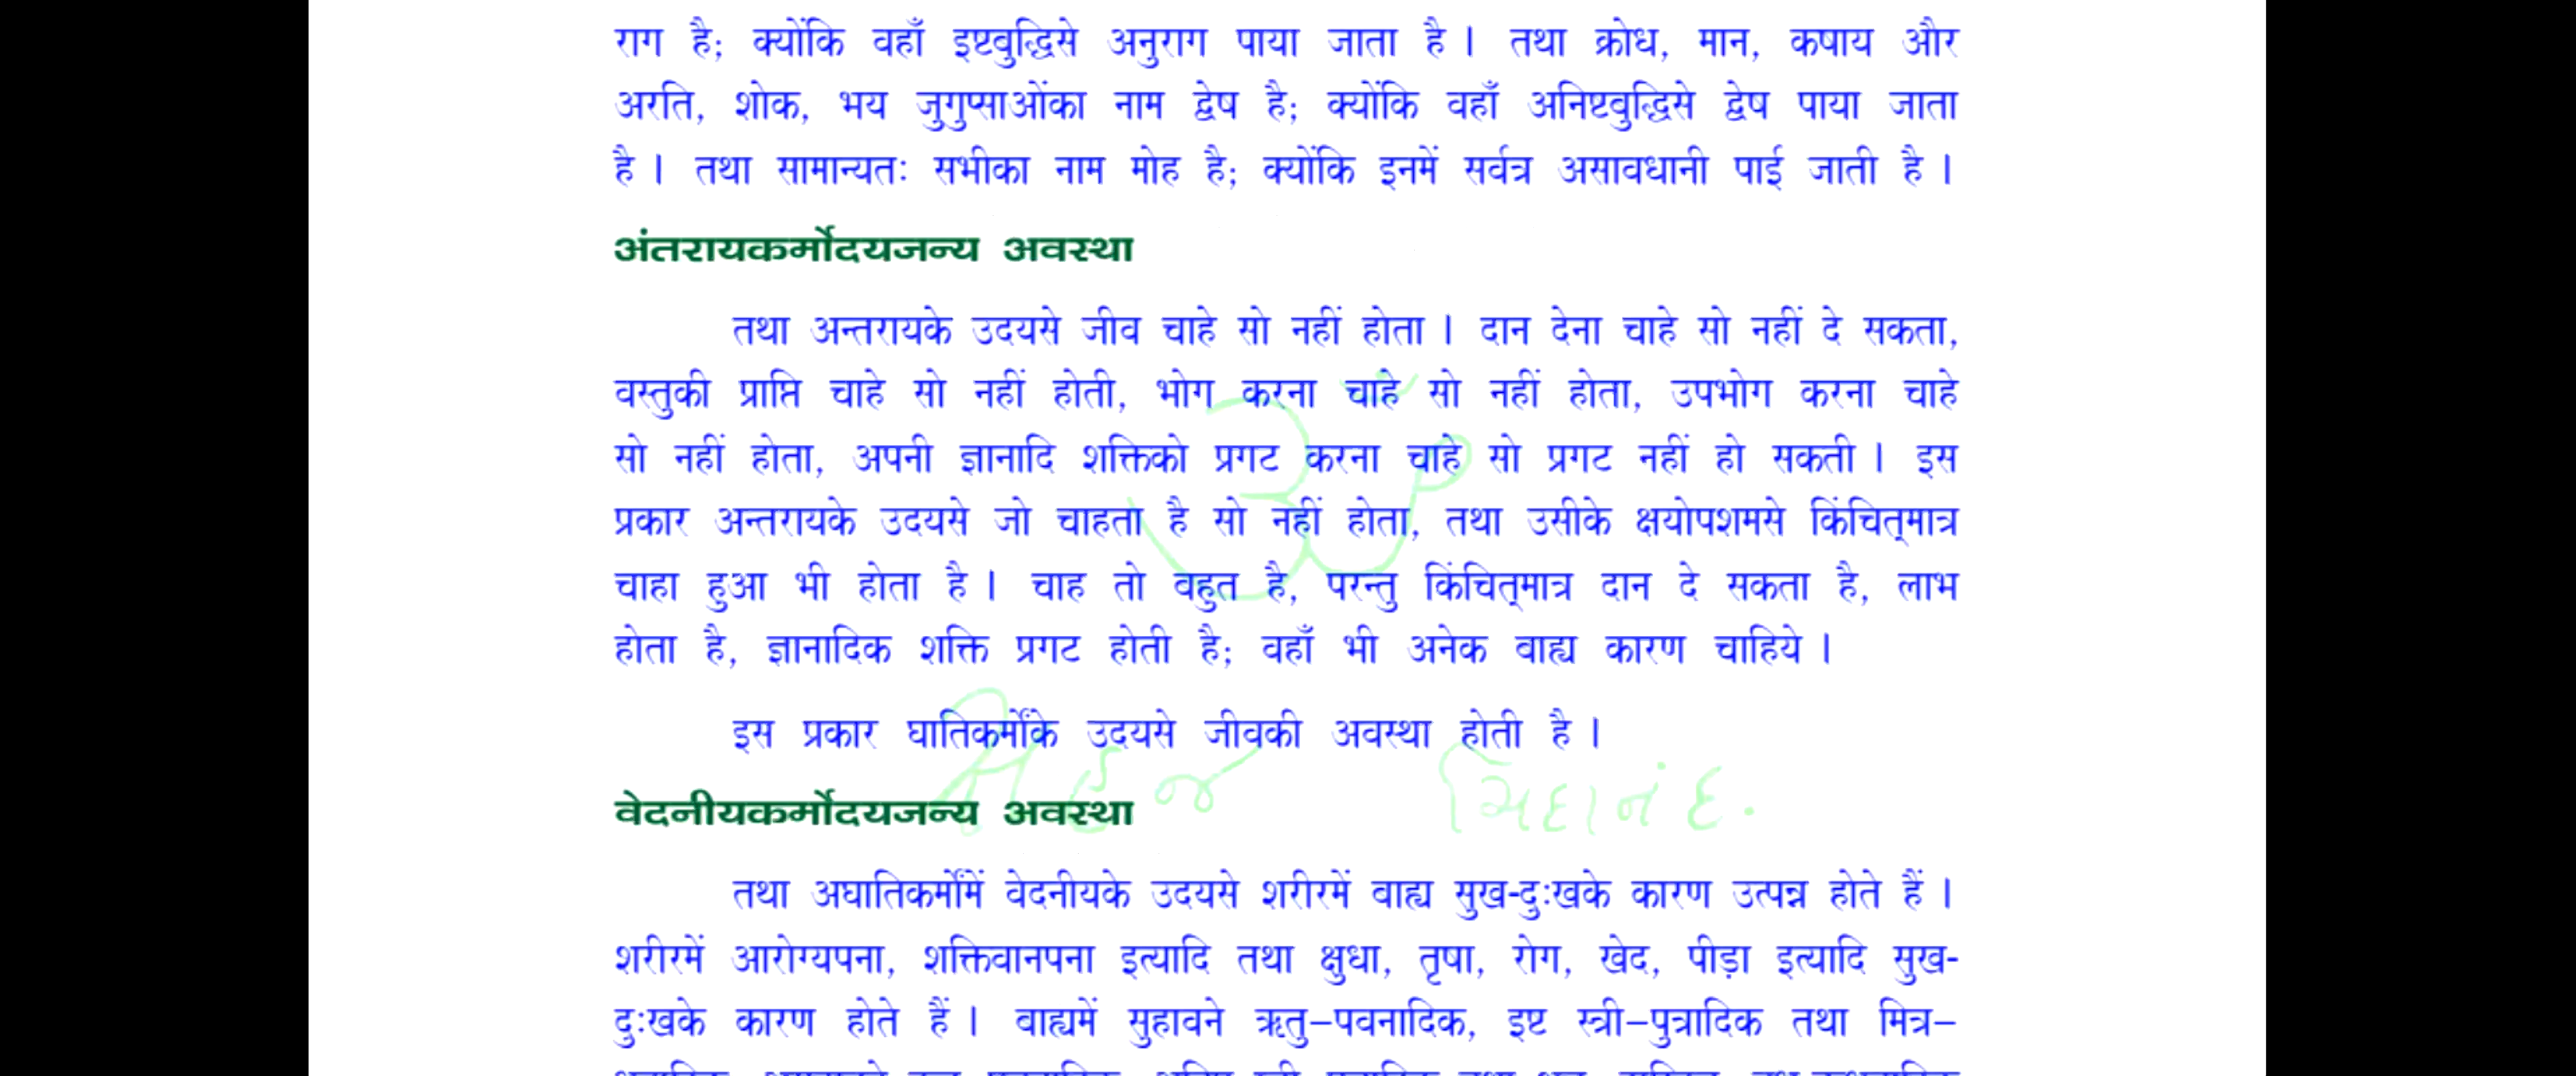 राग है; क्योंकि वहाँ इष्टबुद्धिसे अनुराग पाया जाता है। तथा क्रोध, मान, कषाय और
अरति, शोक, भय जुगुप्साओंका नाम द्वेष है; क्योंकि वहाँ अनिष्टबुद्धिसे द्वेष पाया जाता
है। तथा सामान्यतः सभीका नाम मोह है; क्योंकि इनमें सर्वत्र असावधानी पाई जाती है।
अंतरायकर्मोदयजन्य अवस्था
तथा अन्तरायके उदयसे जीव चाहे सो नहीं होता। दान देना चाहे सो नहीं दे सकता,
वस्तुकी प्राप्ति चाहे सो नहीं होती, भोग करना चाहे सो नहीं होता, उपभोग करना चाहे
सो नहीं होता, अपनी ज्ञानादि शक्तिको प्रगट करना चाहे सो प्रगट नहीं हो सकती। इस
प्रकार अन्तरायके उदयसे जो चाहता है सो नहीं होता, तथा उसीके क्षयोपशमसे किंचित्‌मात्र
चाहा हुआ भी होता है। चाह तो बहुत है, परन्तु किंचित्‌मात्र दान दे सकता है, लाभ
होता है, ज्ञानादिक शक्ति प्रगट होती है; वहाँ भी अनेक बाह्य कारण चाहिये।
इस प्रकार घातिकर्मोंके उदयसे जीवकी अवस्था होती है।
ૐ
સહજ ચિદાનંદ.
वेदनीयकर्मोदयजन्य अवस्था
तथा अघातिकर्मोंमें वेदनीयके उदयसे शरीरमें बाह्य सुख-दुःखके कारण उत्पन्न होते हैं।
शरीरमें आरोग्यपना, शक्तिवानपना इत्यादि तथा क्षुधा, तृषा, रोग, खेद, पीड़ा इत्यादि सुख-
दुःखके कारण होते हैं। बाह्यमें सुहावने ऋतु–पवनादिक, इष्ट स्त्री–पुत्रादिक तथा मित्र–